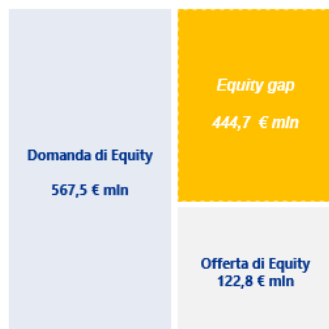 Equity gap
444,7 € mln
Domanda di Equity
567,5 € mln
Offerta di Equity
122,8 € mln